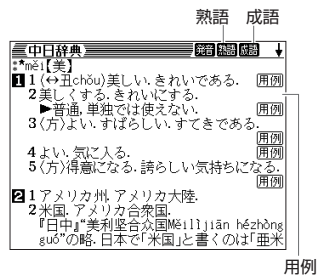 熟語 成語
中日辞典 発音 熟語 成語 ↓
:*měi【美】
1 1 (↔丑chǒu)美しい. きれいである. 用例
2 美しくする. きれいにする.
▶普通, 単独では使えない. 用例
3 〈方〉よい. すばらしい. すてきである.
用例
4 よい. 気に入る. 用例
5 〈方〉得意になる. 誇らしい気持ちになる.
用例
2 1 アメリカ州. アメリカ大陸.
2 米国. アメリカ合衆国.
『日中』“美利坚合众国Měilìjiān hézhòng
guó”の略. 日本で「米国」と書くのは「亜米
用例